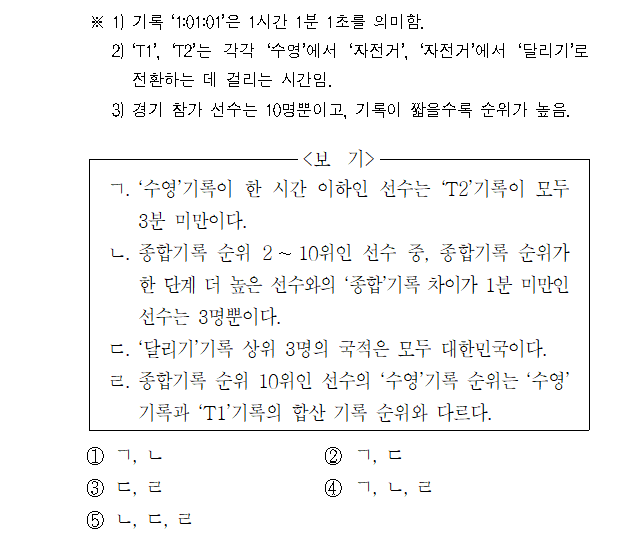 ※ 1) 기록 ‘1:01:01’은 1시간 1분 1초를 의미함.
2) ‘T1’, ‘T2’는 각각 ‘수영’에서 ‘자전거’, ‘자전거’에서 ‘달리기’로
전환하는 데 걸리는 시간임.
3) 경기 참가 선수는 10명뿐이고, 기록이 짧을수록 순위가 높음.
<보 기>
ㄱ. ‘수영’기록이 한 시간 이하인 선수는 ‘T2’기록이 모두
3분 미만이다.
ㄴ. 종합기록 순위 2 ~ 10위인 선수 중, 종합기록 순위가
한 단계 더 높은 선수와의 ‘종합’기록 차이가 1분 미만인
선수는 3명뿐이다.
ㄷ. ‘달리기’기록 상위 3명의 국적은 모두 대한민국이다.
ㄹ. 종합기록 순위 10위인 선수의 ‘수영’기록 순위는 ‘수영’
기록과 ‘T1’기록의 합산 기록 순위와 다르다.
① ㄱ, ㄴ ② ㄱ, ㄷ
③ ㄷ, ㄹ ④ ㄱ, ㄴ, ㄹ
⑤ ㄴ, ㄷ, ㄹ